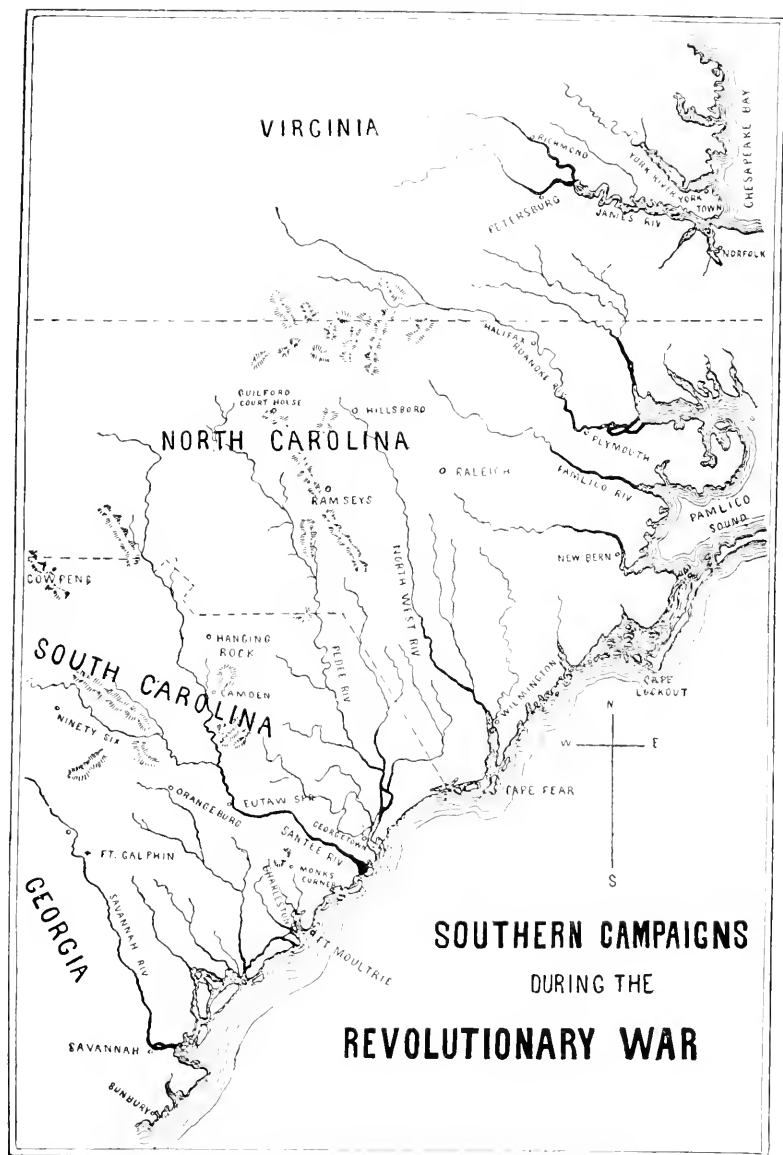 VIRGINIA
CHESAPEAKE BAY
RICHMOND
YORK RIVER
YORK
TOWN
PETERSBURG
JAMES RIV
NORFOLK
HALIFAX
ROANOKE R
GUILFORD
COURT HOUSE
HILLSBORO
NORTH CAROLINA
PLYMOUTH
RALEIGH
PAMLICO RIV
RAMSEYS
PAMLICO
SOUND
NEW BERN
NORTH WEST RIV
COWPENS
HANGING
ROCK
PEDEE RIV
SOUTH CAROLINA
CAMDEN
CAPE
LOCKOUT
WILMINGTON
N
W
E
S
NINETY SIX
CAPE FEAR
ORANGEBURG
EUTAW SPR
GEORGETOWN
SANTEE RIV
FT. GALPHIN
MONKS
CORNER
CHARLESTON
GEORGIA
SAVANNAH RIV
FT MOULTRIE
SOUTHERN CAMPAIGNS
DURING THE
REVOLUTIONARY WAR
SAVANNAH
SUNBURY